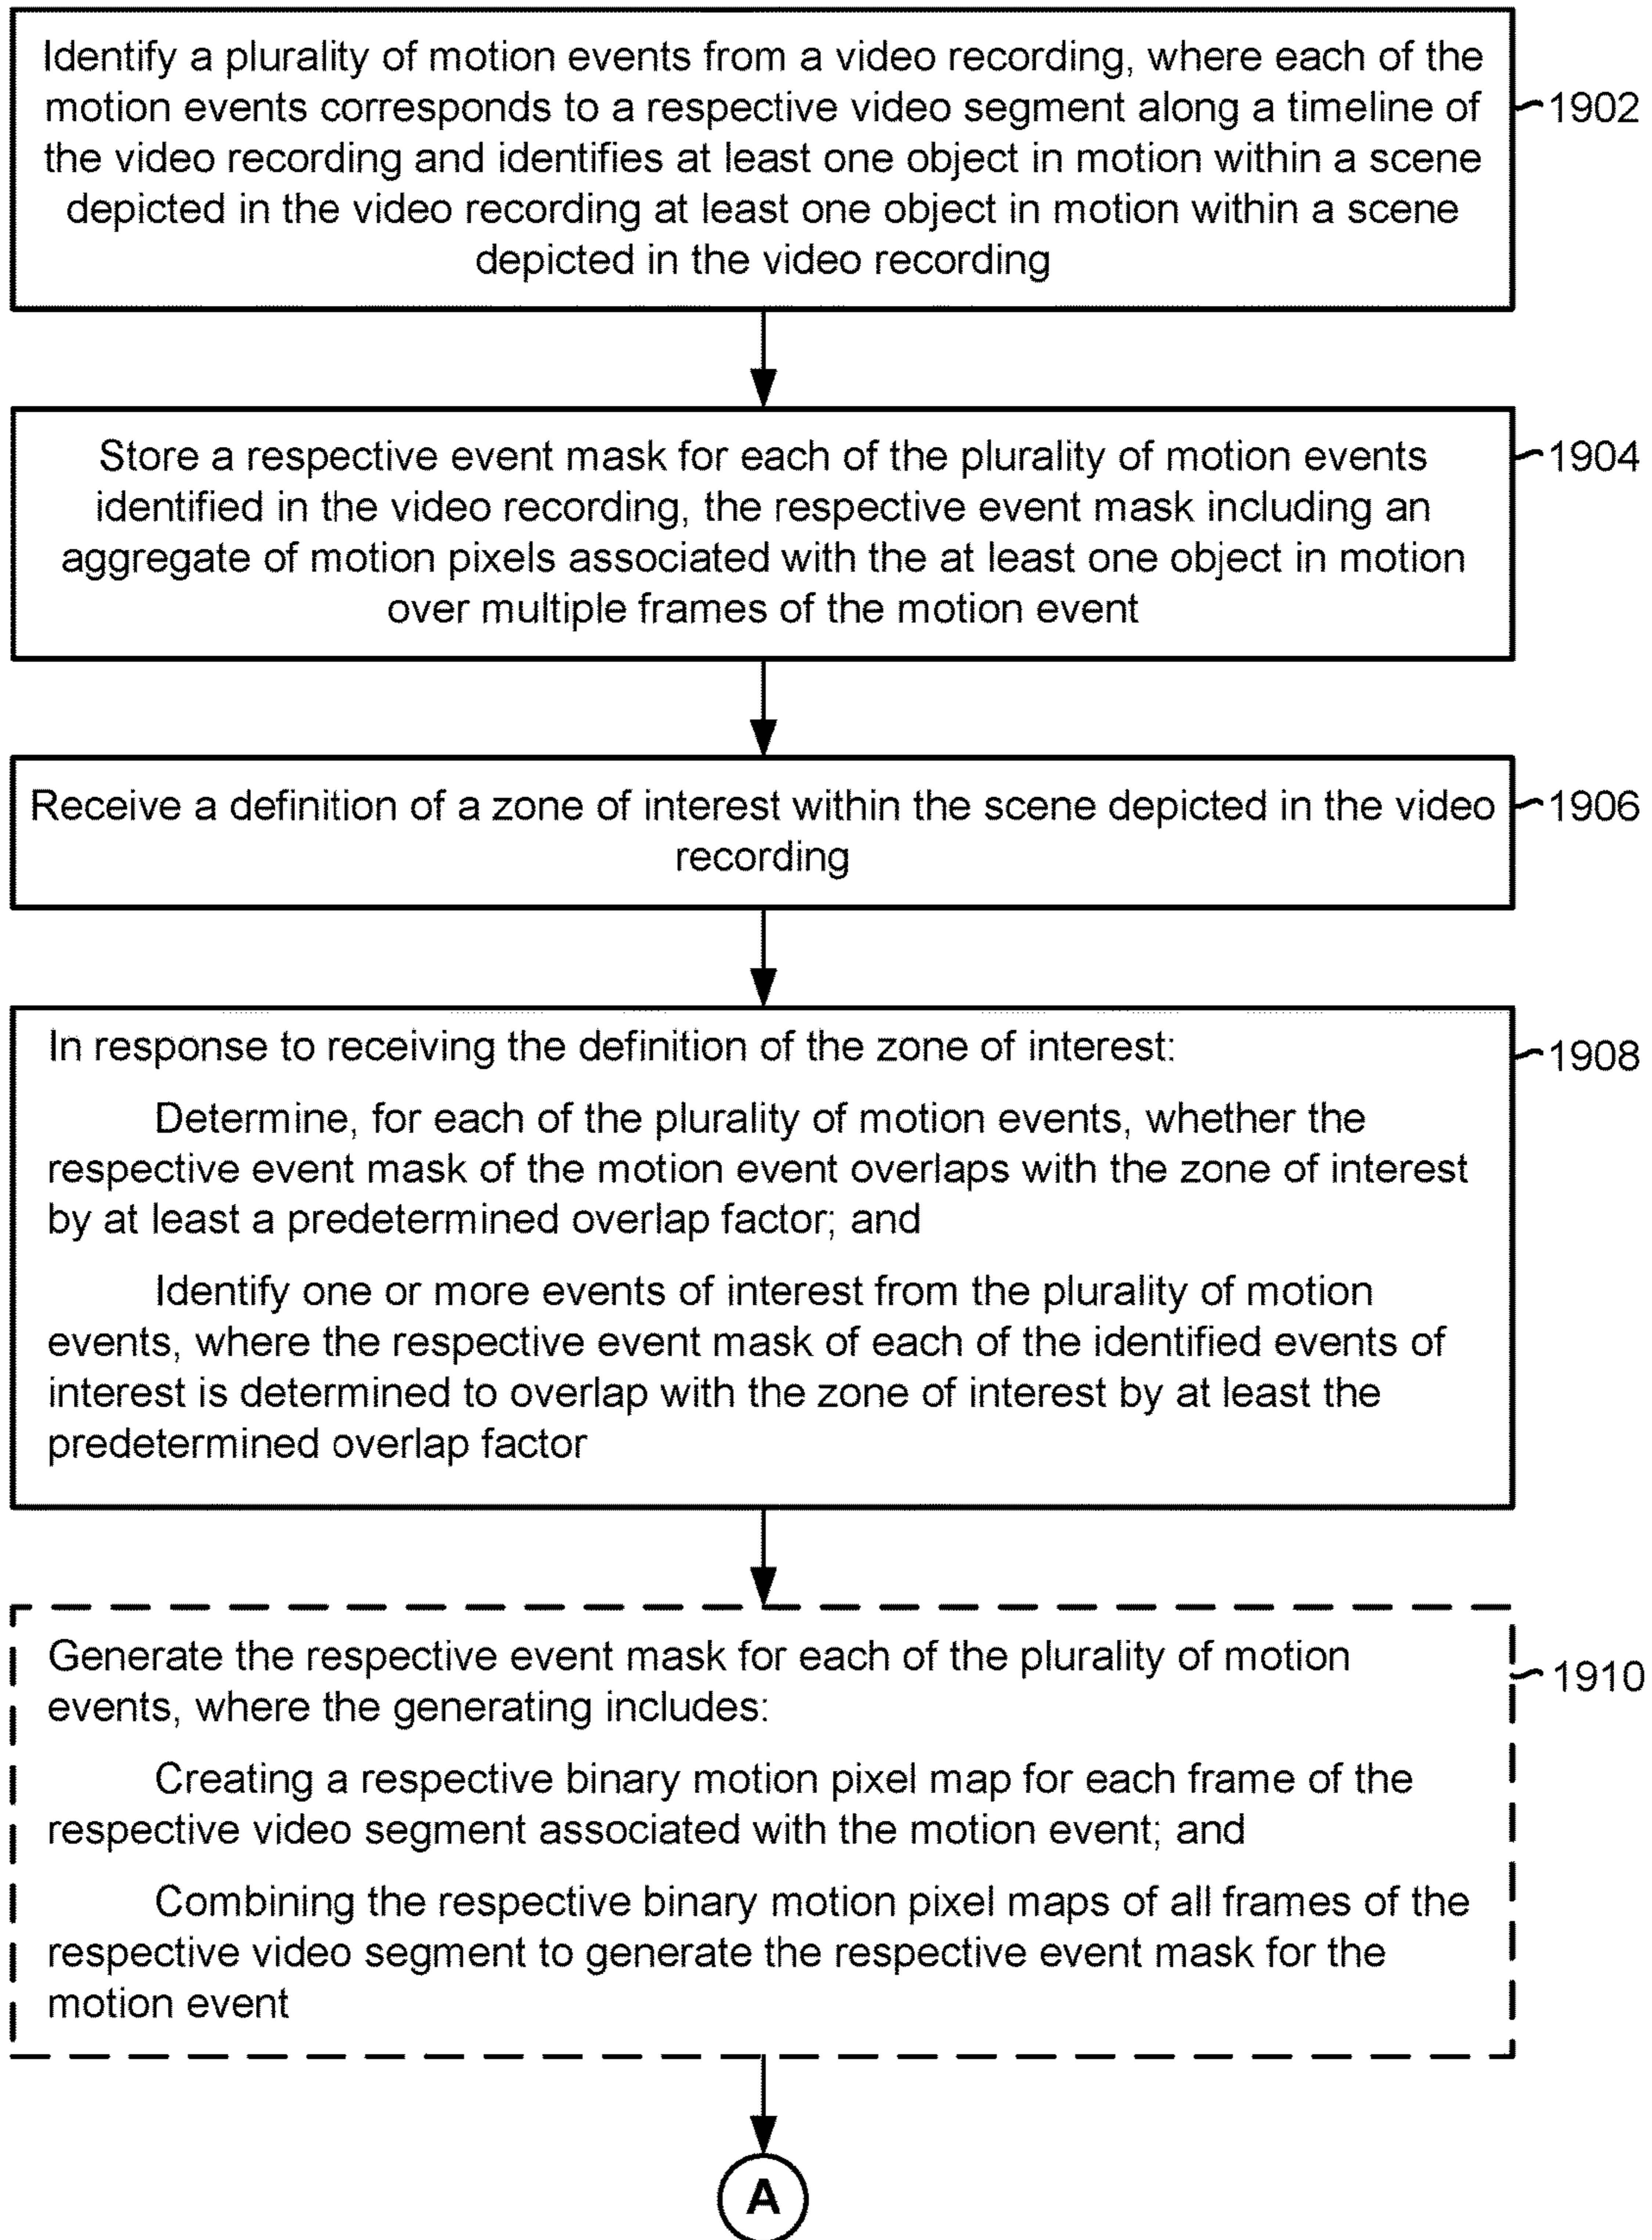 Identify a plurality of motion events from a video recording, where each of the
motion events corresponds to a respective video segment along a timeline of
the video recording and identifies at least one object in motion within a scene
depicted in the video recording at least one object in motion within a scene
depicted in the video recording
1902
Store a respective event mask for each of the plurality of motion events
identified in the video recording, the respective event mask including an
aggregate of motion pixels associated with the at least one object in motion
over multiple frames of the motion event
1904
Receive a definition of a zone of interest within the scene depicted in the video
recording
1906
In response to receiving the definition of the zone of interest:
Determine, for each of the plurality of motion events, whether the
respective event mask of the motion event overlaps with the zone of interest
by at least a predetermined overlap factor; and
Identify one or more events of interest from the plurality of motion
events, where the respective event mask of each of the identified events of
interest is determined to overlap with the zone of interest by at least the
predetermined overlap factor
1908
Generate the respective event mask for each of the plurality of motion
events, where the generating includes:
Creating a respective binary motion pixel map for each frame of the
respective video segment associated with the motion event; and
Combining the respective binary motion pixel maps of all frames of the
respective video segment to generate the respective event mask for the
motion event
1910
A